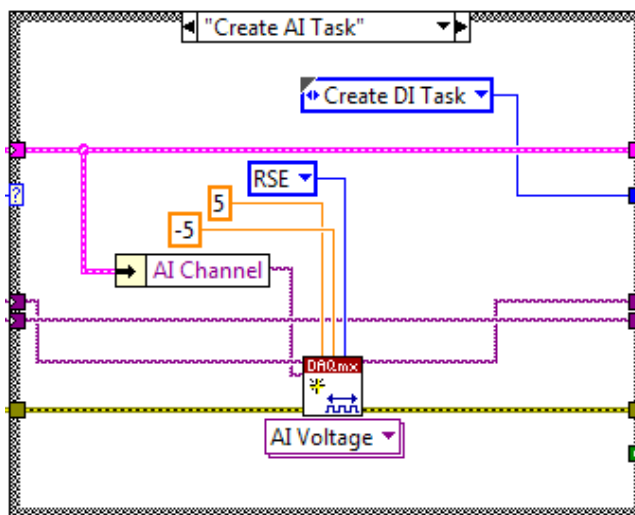 "Create AI Task"
Create DI Task
RSE
5
-5
?
AI Channel
DAQmx
AI Voltage